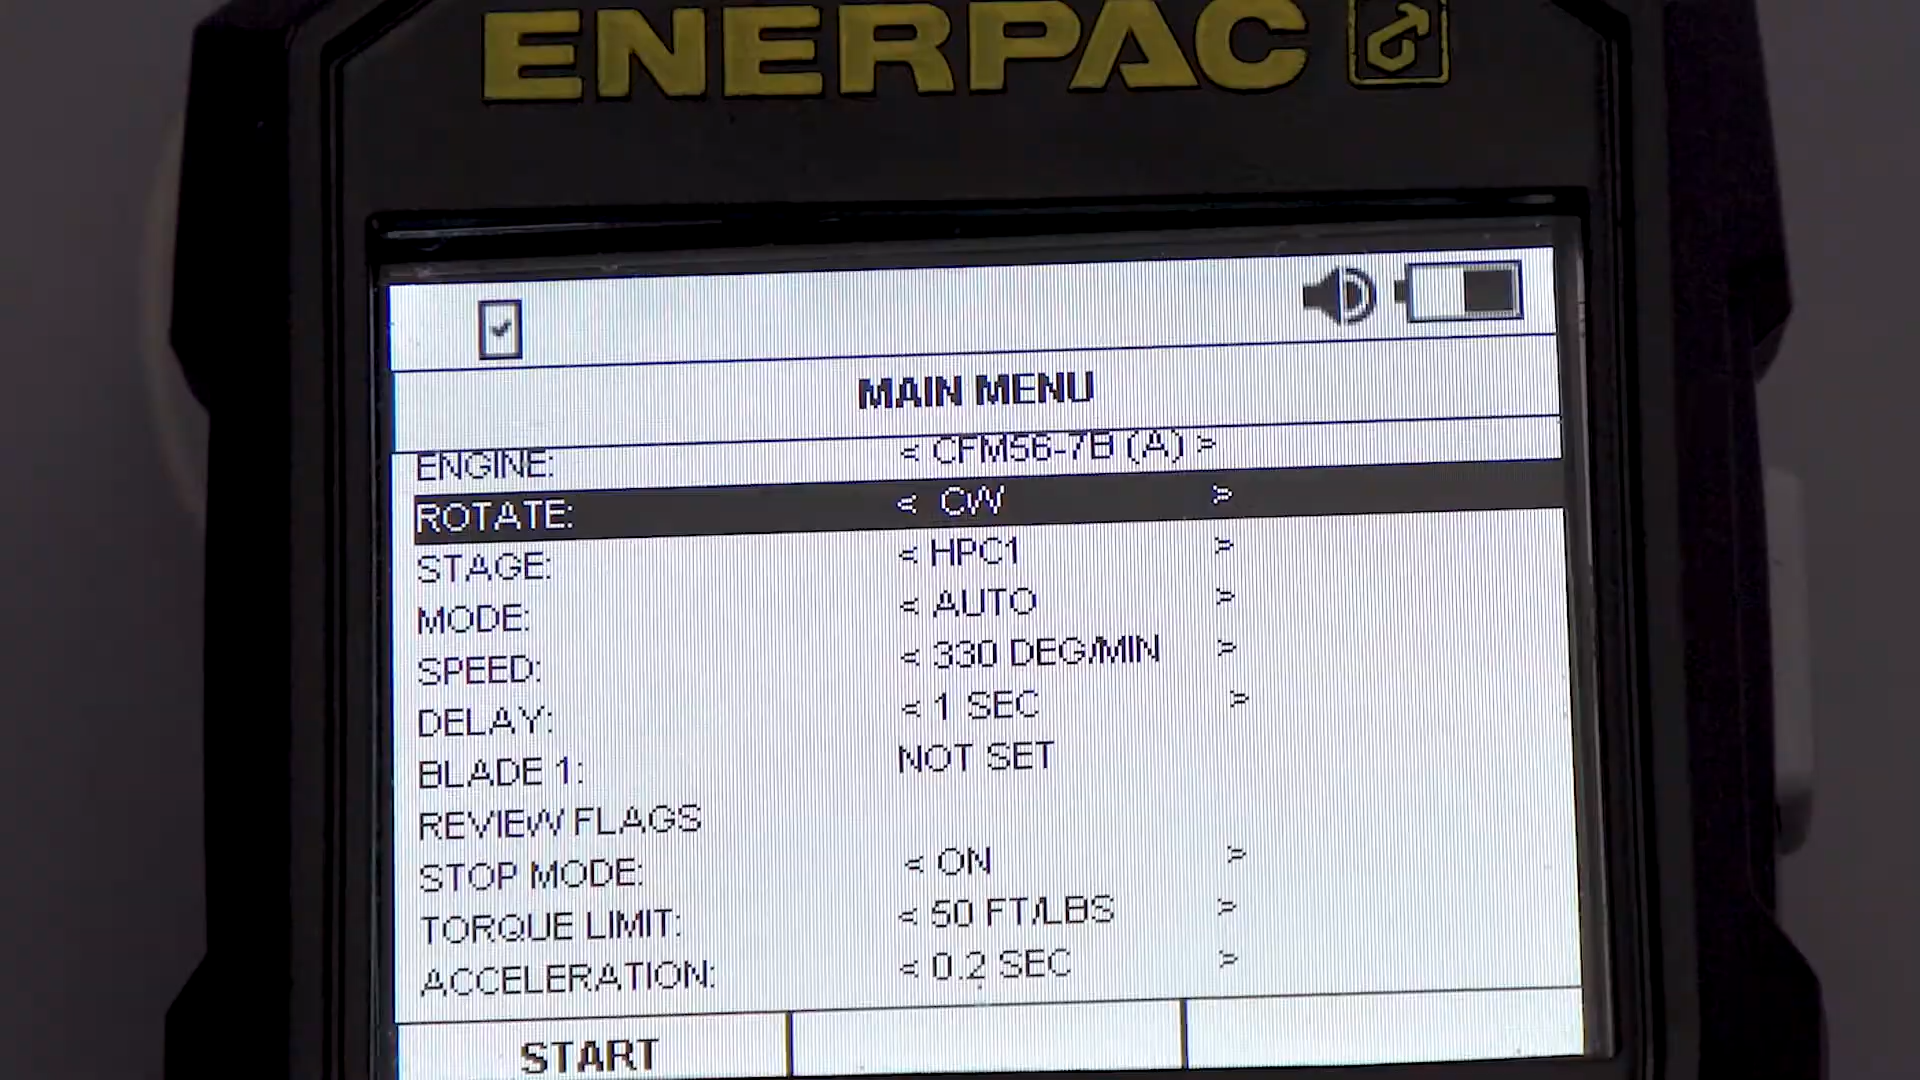 ENERPAC
MAIN MENU
ENGINE: < CFM56-7B (A) >
ROTATE: < CW >
STAGE: < HPC1 >
MODE: < AUTO >
SPEED: < 330 DEG/MIN >
DELAY: < 1 SEC >
BLADE 1: NOT SET
REVIEW FLAGS
STOP MODE: < ON >
TORQUE LIMIT: < 50 FT/LBS >
ACCELERATION: < 0.2 SEC >
START